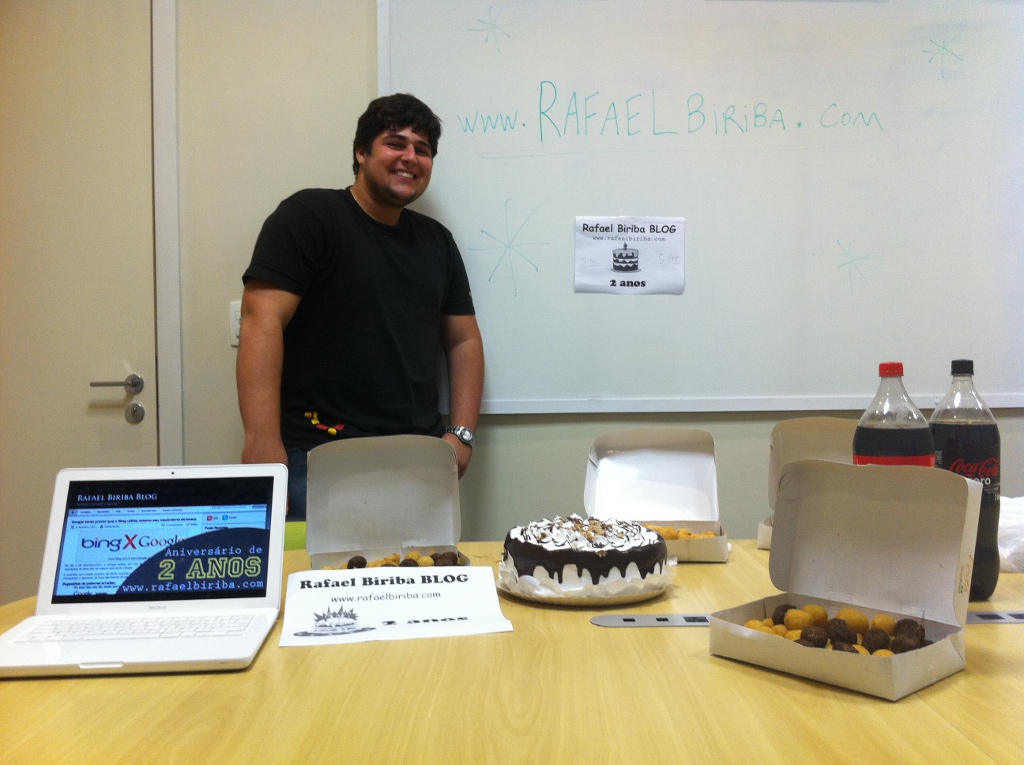 www.RAFAELBiRiBA.com
Rafael Biriba BLOG
www.rafaelbiriba.com
2 anos
RAFAEL BIRIBA BLOG
bing X Google
Aniversário de
2 ANOS
www.rafaelbiriba.com
Rafael Biriba BLOG
www.rafaelbiriba.com
2 anos
Coca-Cola
zero